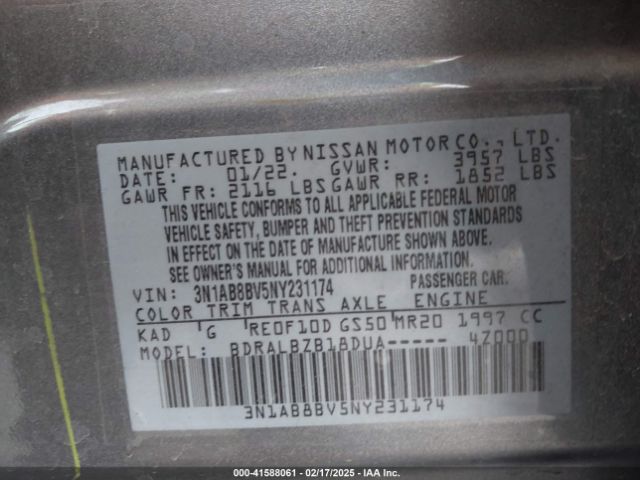 MANUFACTURED BY NISSAN MOTOR CO., LTD.
DATE: 01/22. GVWR: 3957 LBS
GAWR FR: 2116 LBS GAWR RR: 1852 LBS
THIS VEHICLE CONFORMS TO ALL APPLICABLE FEDERAL MOTOR
VEHICLE SAFETY, BUMPER AND THEFT PREVENTION STANDARDS
IN EFFECT ON THE DATE OF MANUFACTURE SHOWN ABOVE.
SEE OWNER'S MANUAL FOR ADDITIONAL INFORMATION.
VIN: 3N1AB8BV5NY231174 PASSENGER CAR.
COLOR TRIM TRANS AXLE ENGINE
KAD G RE0F10D GS50 MR20 1997 CC
MODEL: BDRALBZB18DUA----- 4Z000
3N1AB8BV5NY231174
000-41588061 - 02/17/2025 - IAA Inc.